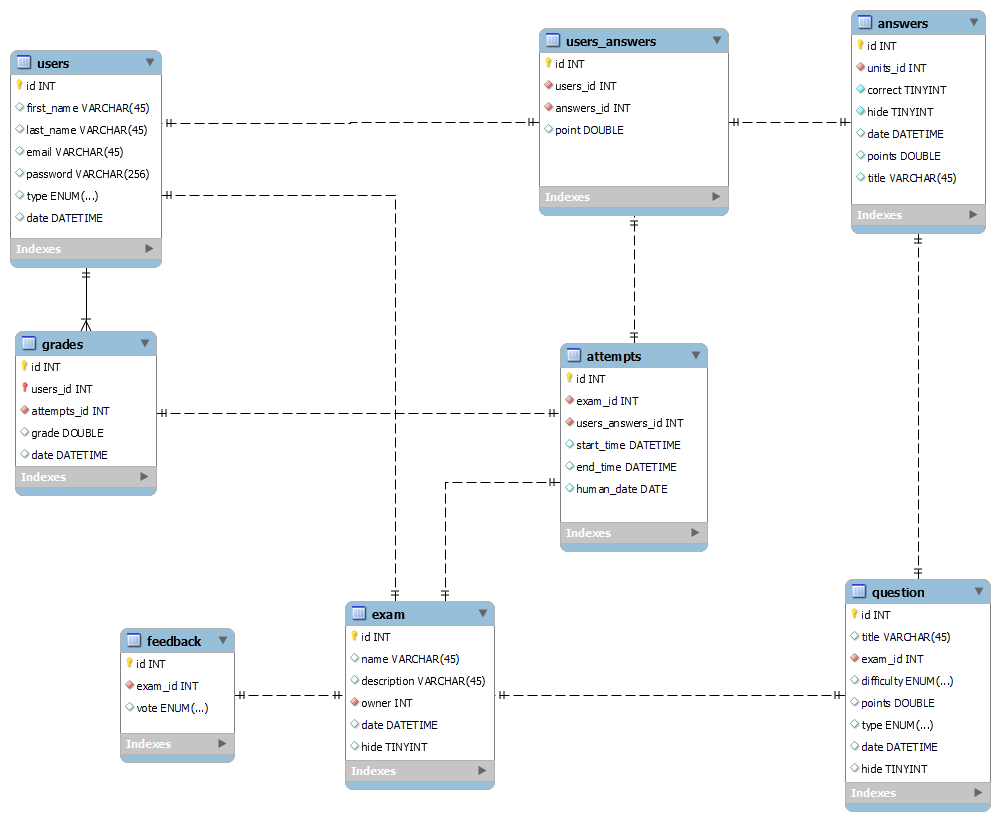 users
id INT
first_name VARCHAR(45)
last_name VARCHAR(45)
email VARCHAR(45)
password VARCHAR(256)
type ENUM(...)
date DATETIME
Indexes
users_answers
id INT
users_id INT
answers_id INT
point DOUBLE
Indexes
answers
id INT
units_id INT
correct TINYINT
hide TINYINT
date DATETIME
points DOUBLE
title VARCHAR(45)
Indexes
grades
id INT
users_id INT
attempts_id INT
grade DOUBLE
date DATETIME
Indexes
attempts
id INT
exam_id INT
users_answers_id INT
start_time DATETIME
end_time DATETIME
human_date DATE
Indexes
feedback
id INT
exam_id INT
vote ENUM(...)
Indexes
exam
id INT
name VARCHAR(45)
description VARCHAR(45)
owner INT
date DATETIME
hide TINYINT
Indexes
question
id INT
title VARCHAR(45)
exam_id INT
difficulty ENUM(...)
points DOUBLE
type ENUM(...)
date DATETIME
hide TINYINT
Indexes